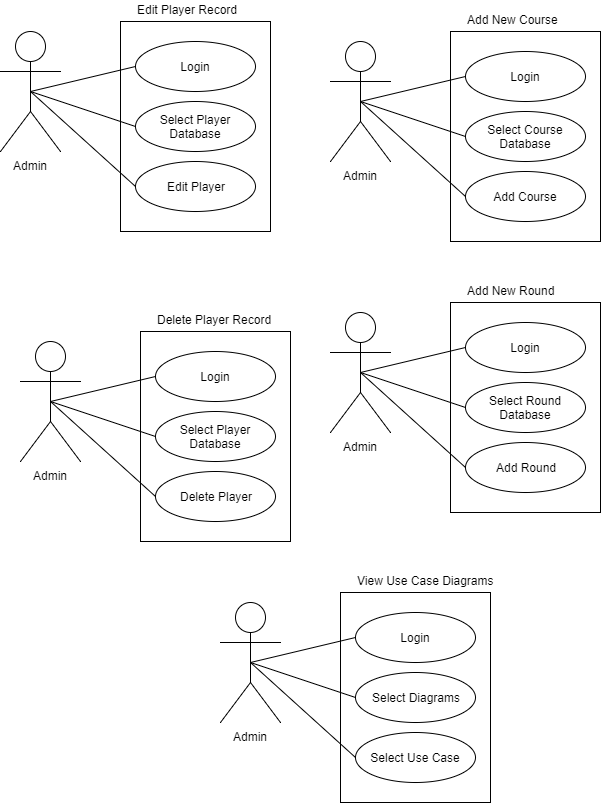 Edit Player Record
Login
Select Player
Database
Edit Player
Admin
Add New Course
Login
Select Course
Database
Add Course
Admin
Delete Player Record
Login
Select Player
Database
Delete Player
Admin
Add New Round
Login
Select Round
Database
Add Round
Admin
View Use Case Diagrams
Login
Select Diagrams
Select Use Case
Admin